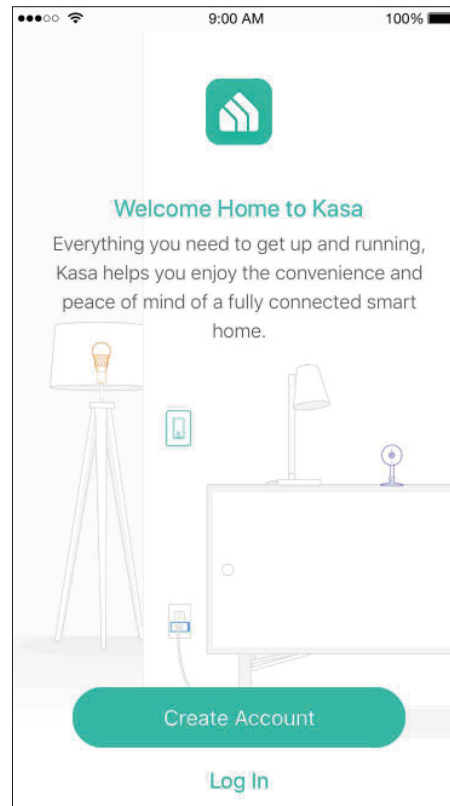 9:00 AM
100%
Welcome Home to Kasa
Everything you need to get up and running,
Kasa helps you enjoy the convenience and
peace of mind of a fully connected smart
home.
Create Account
Log In